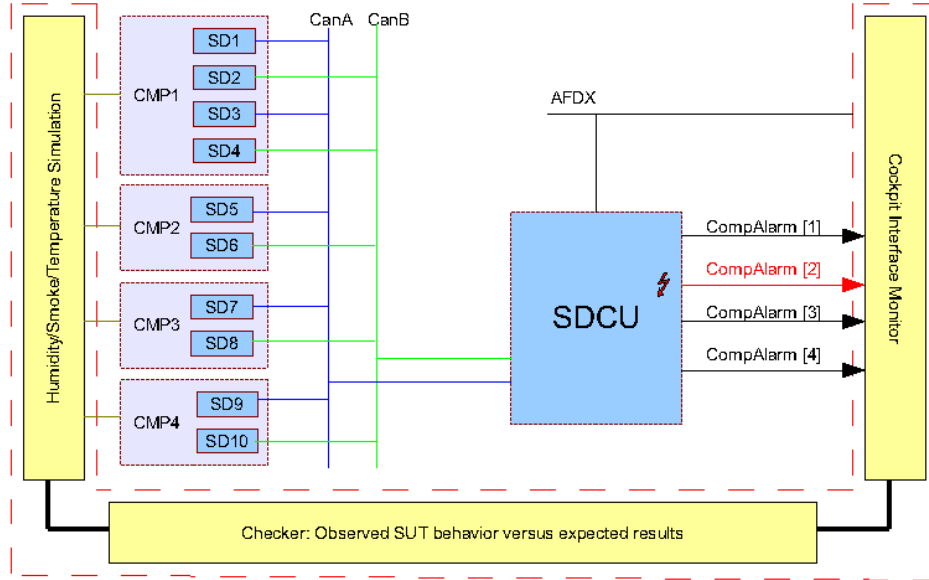 CanA CanB
Humidity/Smoke/Temperature Simulation
CMP1
SD1
SD2
SD3
SD4
CMP2
SD5
SD6
CMP3
SD7
SD8
CMP4
SD9
SD10
AFDX
SDCU
CompAlarm [1]
CompAlarm [2]
CompAlarm [3]
CompAlarm [4]
Cockpit Interface Monitor
Checker: Observed SUT behavior versus expected results